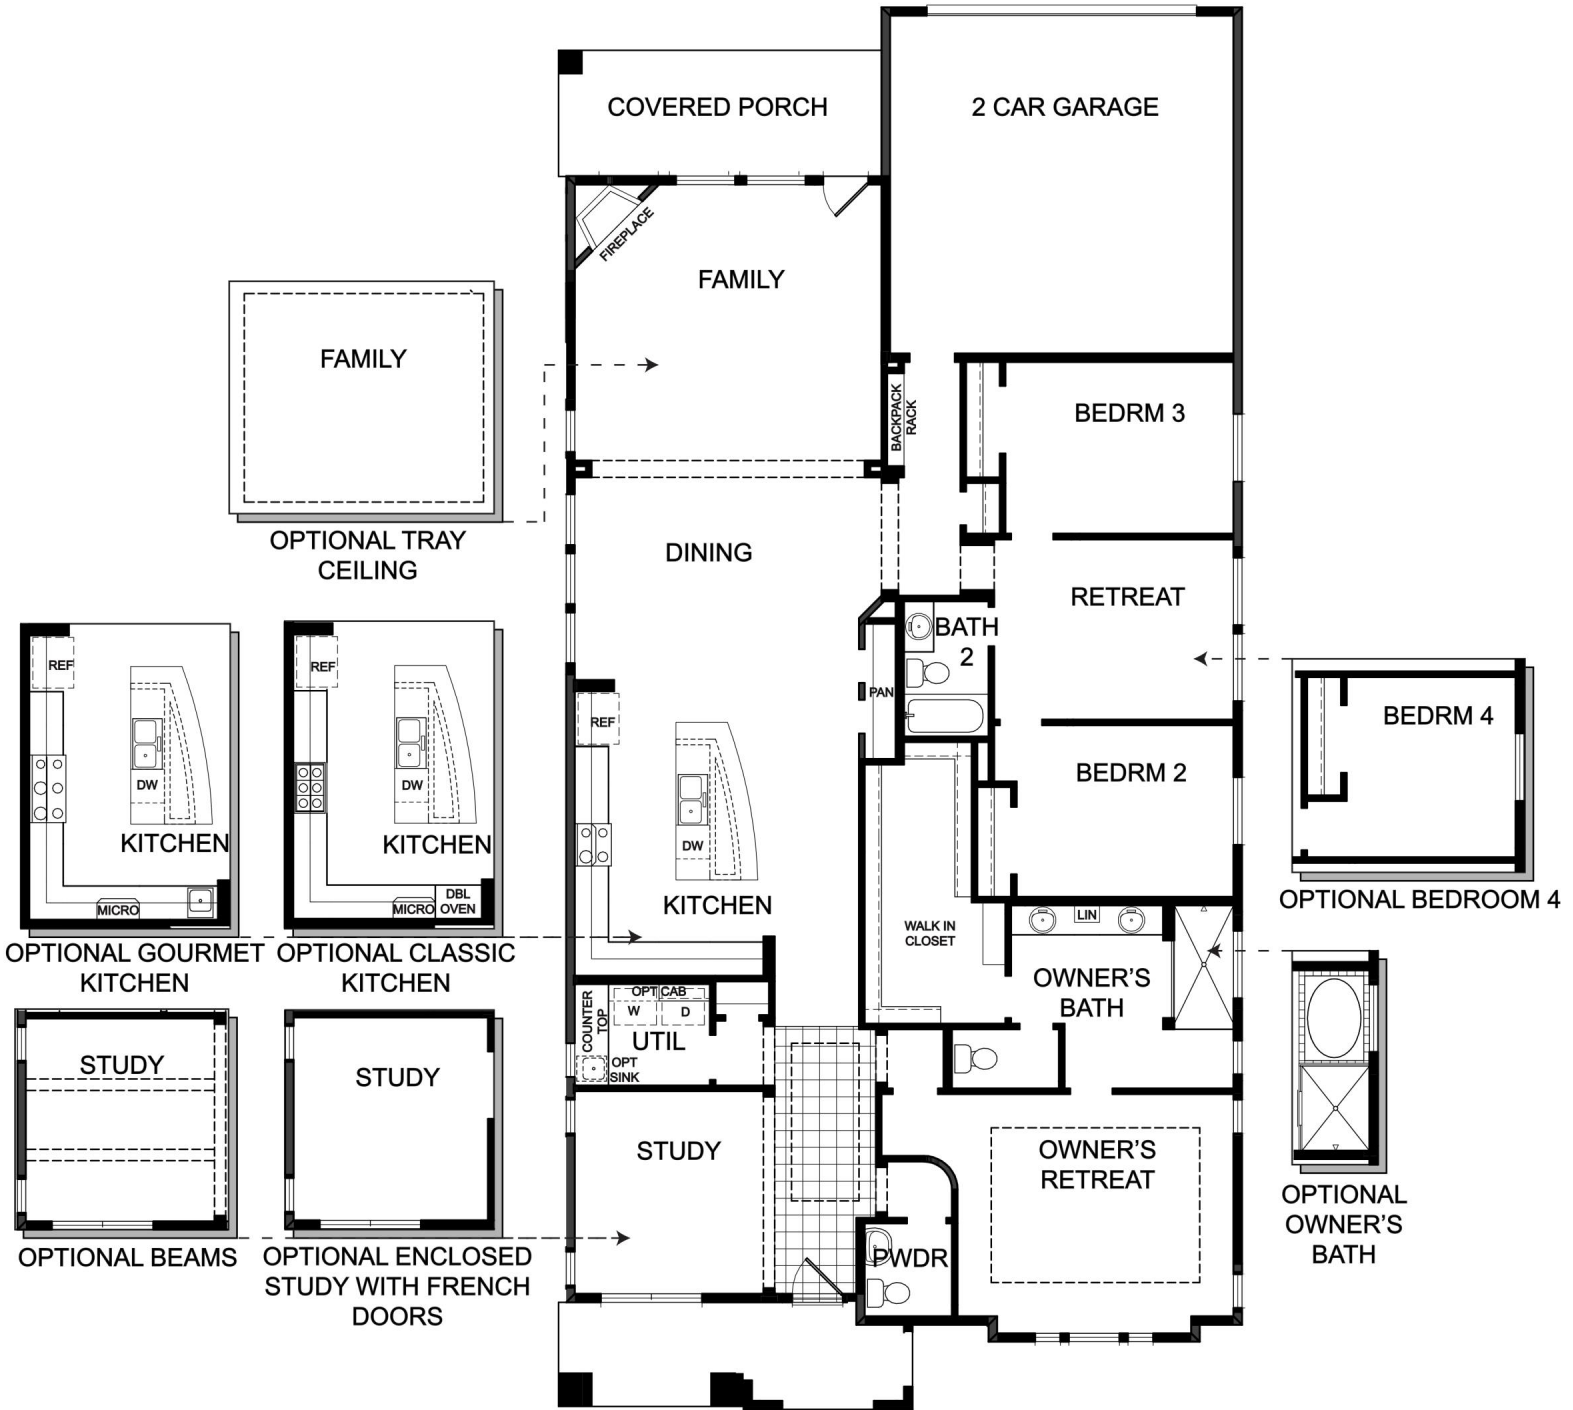 COVERED PORCH
2 CAR GARAGE
FIREPLACE
FAMILY
FAMILY
OPTIONAL TRAY
CEILING
BACKPACK
RACK
BEDRM 3
DINING
RETREAT
BATH
2
PAN
REF
REF
REF
DW
DW
DW
KITCHEN
KITCHEN
KITCHEN
MICRO
MICRO
DBL
OVEN
OPTIONAL GOURMET
KITCHEN
OPTIONAL CLASSIC
KITCHEN
BEDRM 2
BEDRM 4
OPTIONAL BEDROOM 4
WALK IN
CLOSET
LIN
OWNER'S
BATH
COUNTER
TOP
OPT CAB
W
D
UTIL
OPT
SINK
STUDY
STUDY
STUDY
OPTIONAL BEAMS
OPTIONAL ENCLOSED
STUDY WITH FRENCH
DOORS
OWNER'S
RETREAT
PWDR
OPTIONAL
OWNER'S
BATH